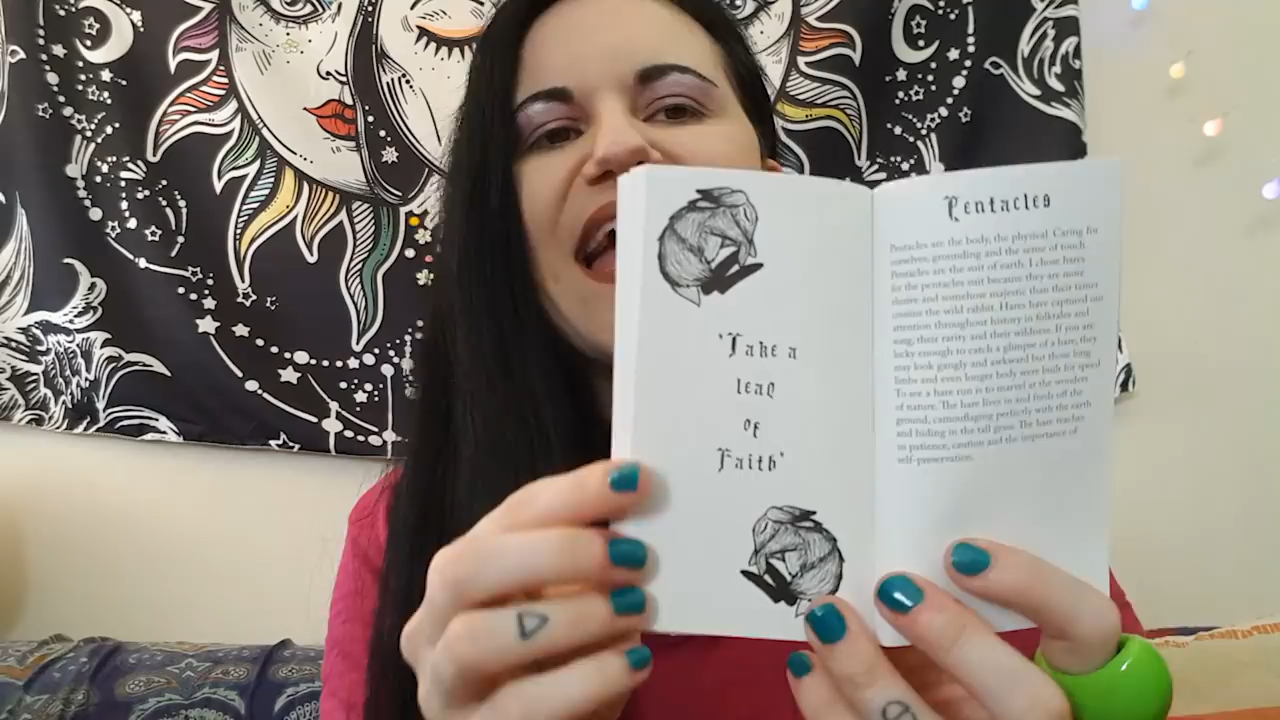 'Take a
leap
of
Faith'
Pentacles
Pentacles are the body, the physical. Caring for
ourselves, grounding and the sense of touch.
Pentacles are the suit of earth. I chose hares
for the pentacles suit because they are more
elusive and somehow majestic than their tamer
cousins the wild rabbit. Hares have captured our
attention throughout history in folktales and
song, their rarity and their wildness. If you are
lucky enough to catch a glimpse of a hare, they
may look gangly and awkward but those long
limbs and even longer body were built for speed
To see a hare run is to marvel at the wonders
of nature. The hare lives in and feeds off the
ground, camouflaging perfectly with the earth
and hiding in the tall grass. The hare teaches
us patience, caution and the importance of
self-preservation.